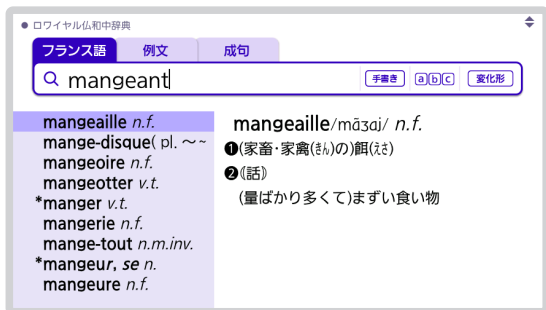 ● ロワイヤル仏和中辞典
フランス語 例文 成句
mangeant 手書き abc 変化形
mangeaille n.f.
mange-disque( pl. 〜~
mangeoire n.f.
mangeotter v.t.
*manger v.t.
mangerie n.f.
mange-tout n.m.inv.
*mangeur, se n.
mangeure n.f.
mangeaille/mɑ̃ʒaj/ n.f.
❶(家畜・家禽(きん)の)餌(えさ)
❷⸨話⸩
(量ばかり多くて)まずい食い物